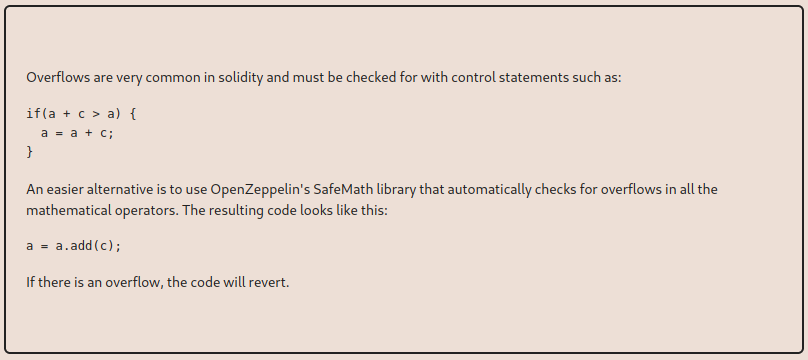 Overflows are very common in solidity and must be checked for with control statements such as:
if(a + c > a) {
  a = a + c;
}
An easier alternative is to use OpenZeppelin's SafeMath library that automatically checks for overflows in all the
mathematical operators. The resulting code looks like this:
a = a.add(c);
If there is an overflow, the code will revert.